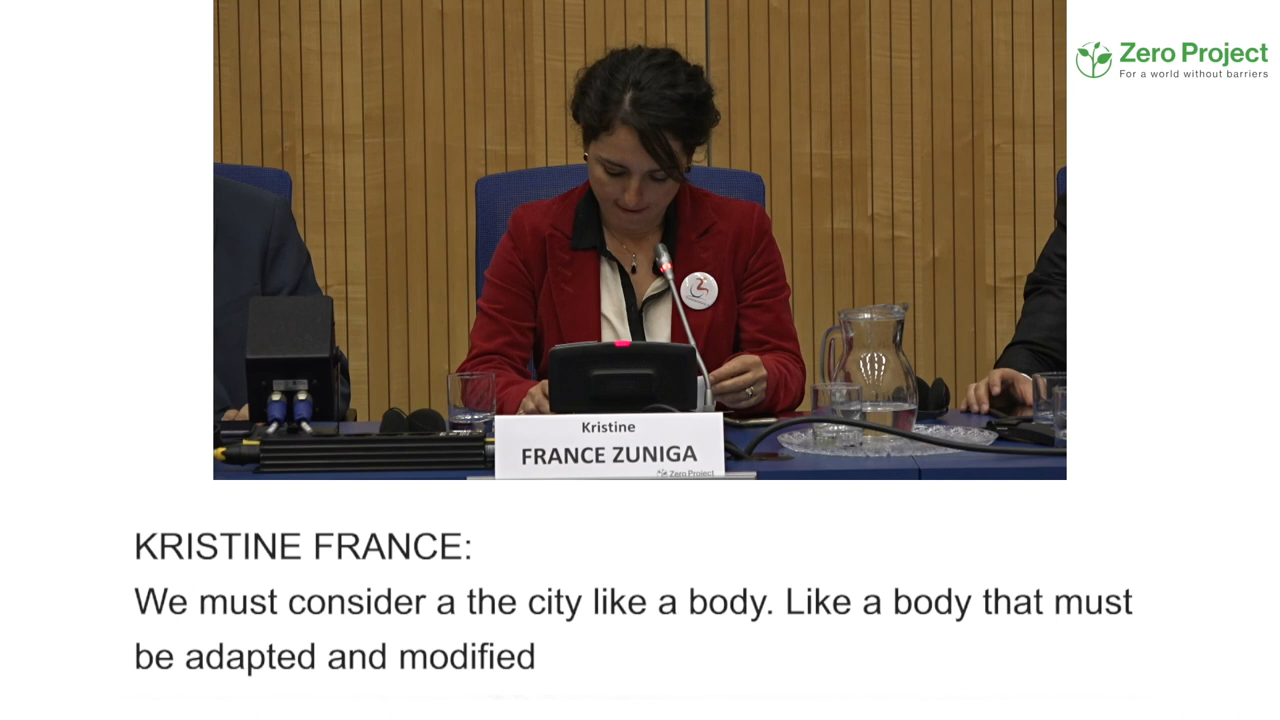 Zero Project
For a world without barriers
Kristine
FRANCE ZUNIGA
Zero Project
KRISTINE FRANCE:
We must consider a the city like a body. Like a body that must
be adapted and modified